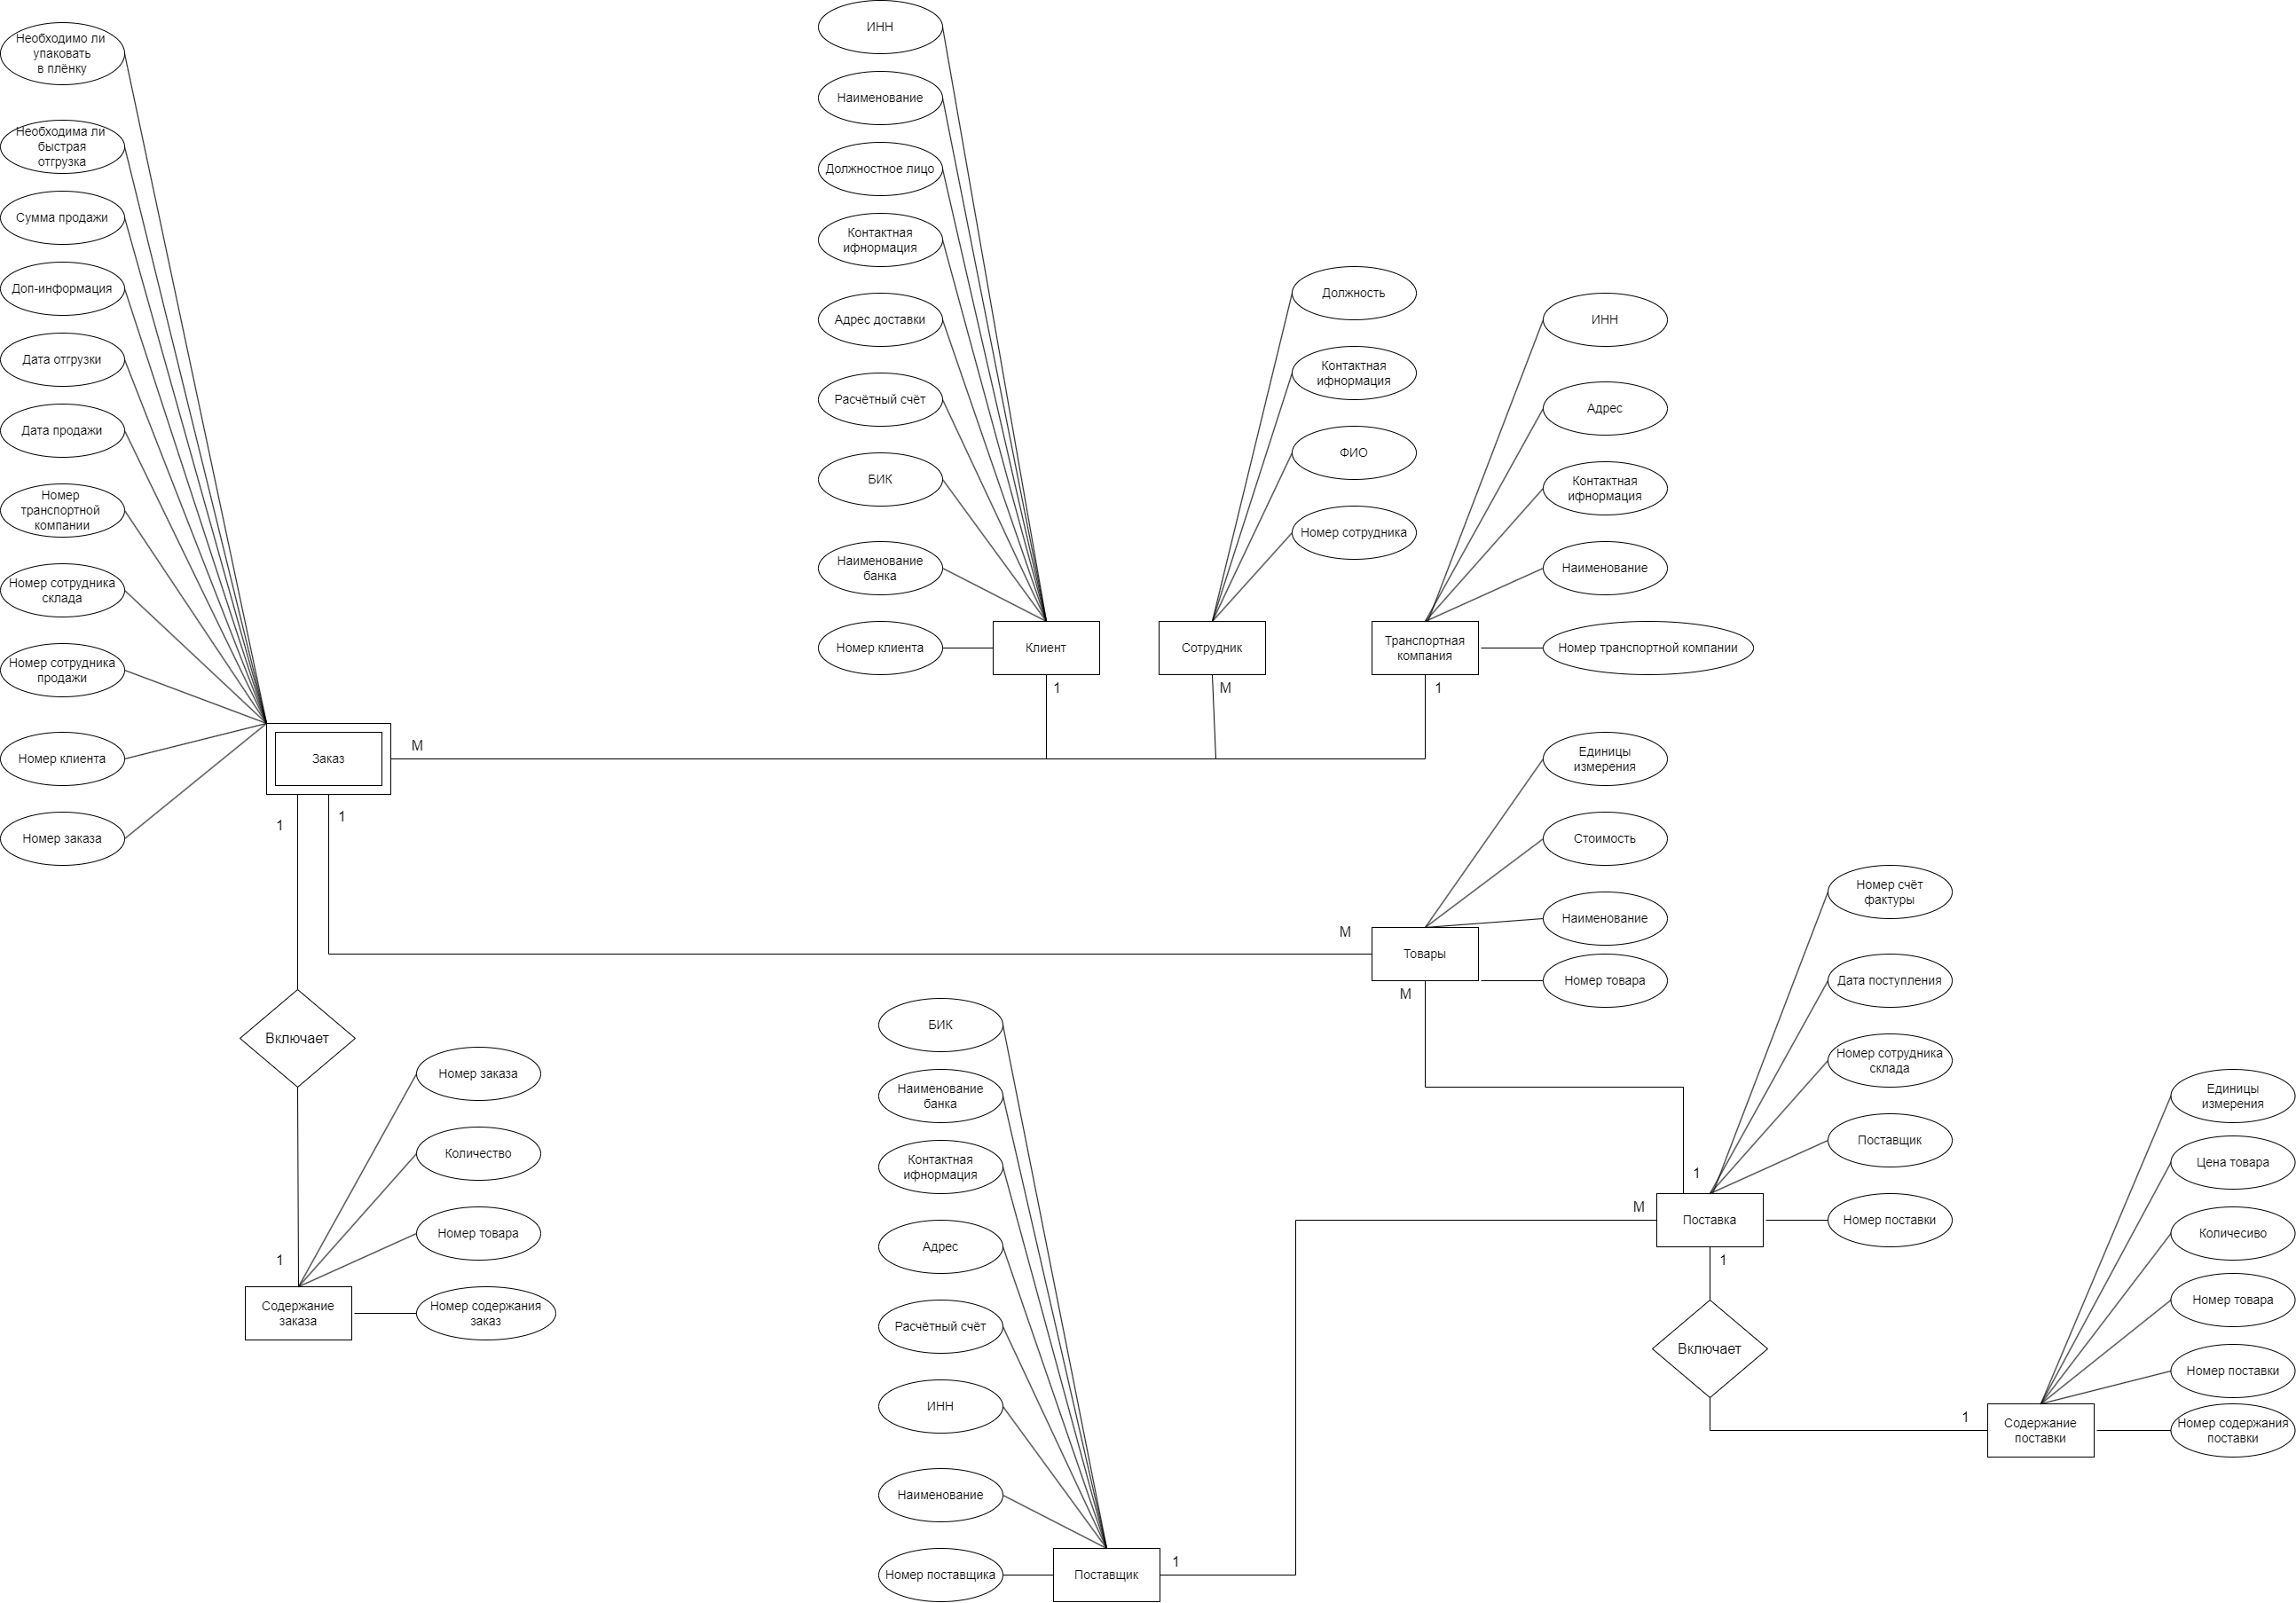 Необходимо ли
упаковать
в плёнку
Необходима ли
быстрая
отгрузка
Сумма продажи
Доп-информация
Дата отгрузки
Дата продажи
Номер
транспортной
компании
Номер сотрудника
склада
Номер сотрудника
продажи
Номер клиента
Номер заказа
Заказ
М
1
1
ИНН
Наименование
Должностное лицо
Контактная
ифнормация
Адрес доставки
Расчётный счёт
БИК
Наименование
банка
Номер клиента
Клиент
1
Должность
Контактная
ифнормация
ФИО
Номер сотрудника
Сотрудник
М
ИНН
Адрес
Контактная
ифнормация
Наименование
Номер транспортной компании
Транспортная
компания
1
Единицы
измерения
Стоимость
Наименование
Номер товара
Товары
М
М
Включает
Номер заказа
Количество
Номер товара
Номер содержания
заказ
1
Содержание
заказа
БИК
Наименование
банка
Контактная
ифнормация
Адрес
Расчётный счёт
ИНН
Наименование
Номер поставщика
Поставщик
1
Номер счёт
фактуры
Дата поступления
Номер сотрудника
склада
Поставщик
Номер поставки
1
М
Поставка
1
Включает
1
Единицы
измерения
Цена товара
Количесиво
Номер товара
Номер поставки
Номер содержания
поставки
Содержание
поставки